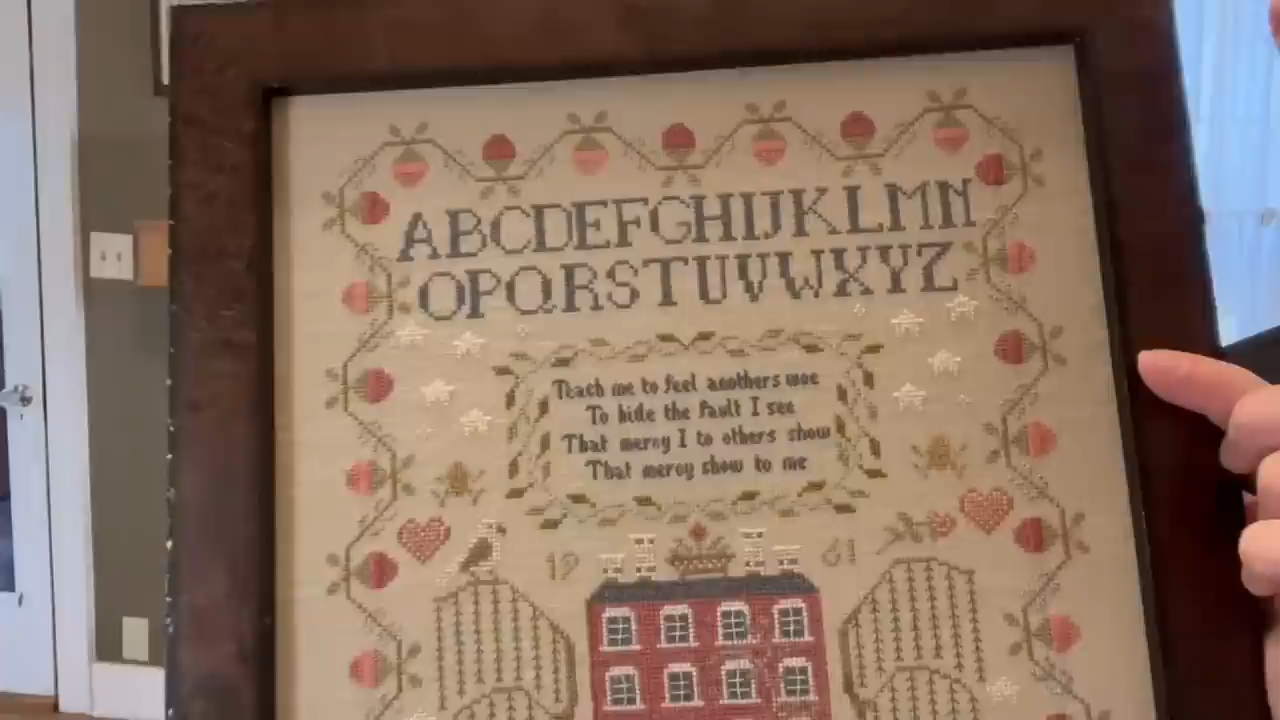 ABCDEFGHIJKLMN
OPQRSTUVWXYZ
Teach me to feel anothers woe
To hide the fault I see
That mercy I to others show
That mercy show to me
19 61